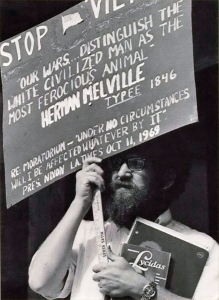 STOP VIET
"OUR WARS, DISTINGUISH THE
WHITE, CIVILIZED MAN AS THE
MOST FEROCIOUS ANIMAL"
HERMAN MELVILLE
TYPEE 1846
RE: MORATORIUM — "UNDER NO CIRCUMSTANCES
WILL I BE AFFECTED WHATEVER BY IT"
PRES NIXON LA TIMES OCT 11, 1969
Lycidas